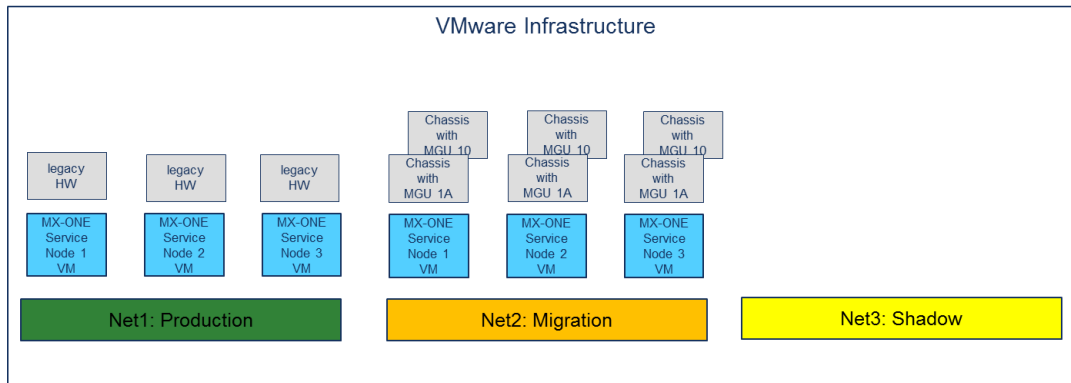 VMware Infrastructure
Chassis
with
MGU 10
Chassis
with
MGU 10
Chassis
with
MGU 10
legacy
HW
legacy
HW
legacy
HW
Chassis
with
MGU 1A
Chassis
with
MGU 1A
Chassis
with
MGU 1A
MX-ONE
Service
Node 1
VM
MX-ONE
Service
Node 2
VM
MX-ONE
Service
Node 3
VM
MX-ONE
Service
Node 1
VM
MX-ONE
Service
Node 2
VM
MX-ONE
Service
Node 3
VM
Net1: Production
Net2: Migration
Net3: Shadow